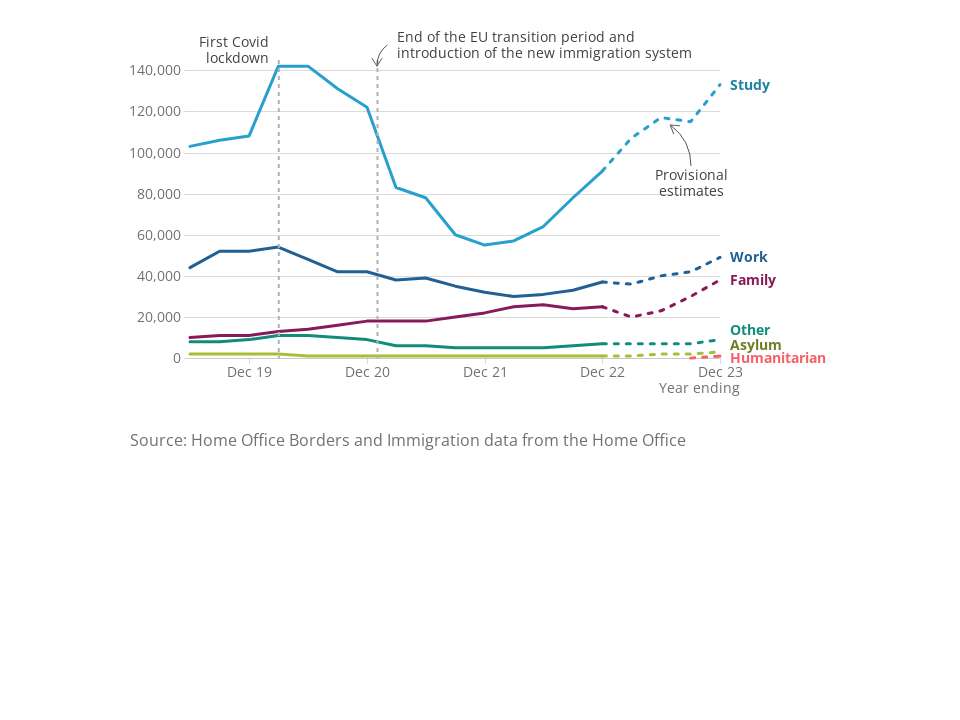 First Covid
lockdown
End of the EU transition period and
introduction of the new immigration system
140,000
120,000
100,000
80,000
60,000
40,000
20,000
0
Study
Provisional
estimates
Work
Family
Other
Asylum
Humanitarian
Dec 19
Dec 20
Dec 21
Dec 22
Dec 23
Year ending
Source: Home Office Borders and Immigration data from the Home Office